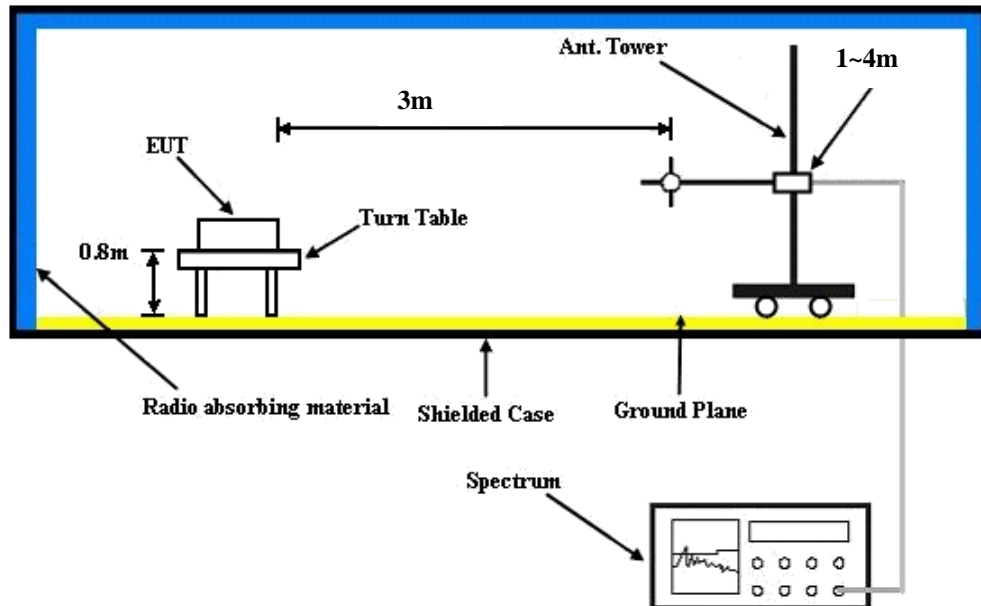 Ant. Tower
1~4m
3m
EUT
Turn Table
0.8m
Radio absorbing material
Shielded Case
Ground Plane
Spectrum